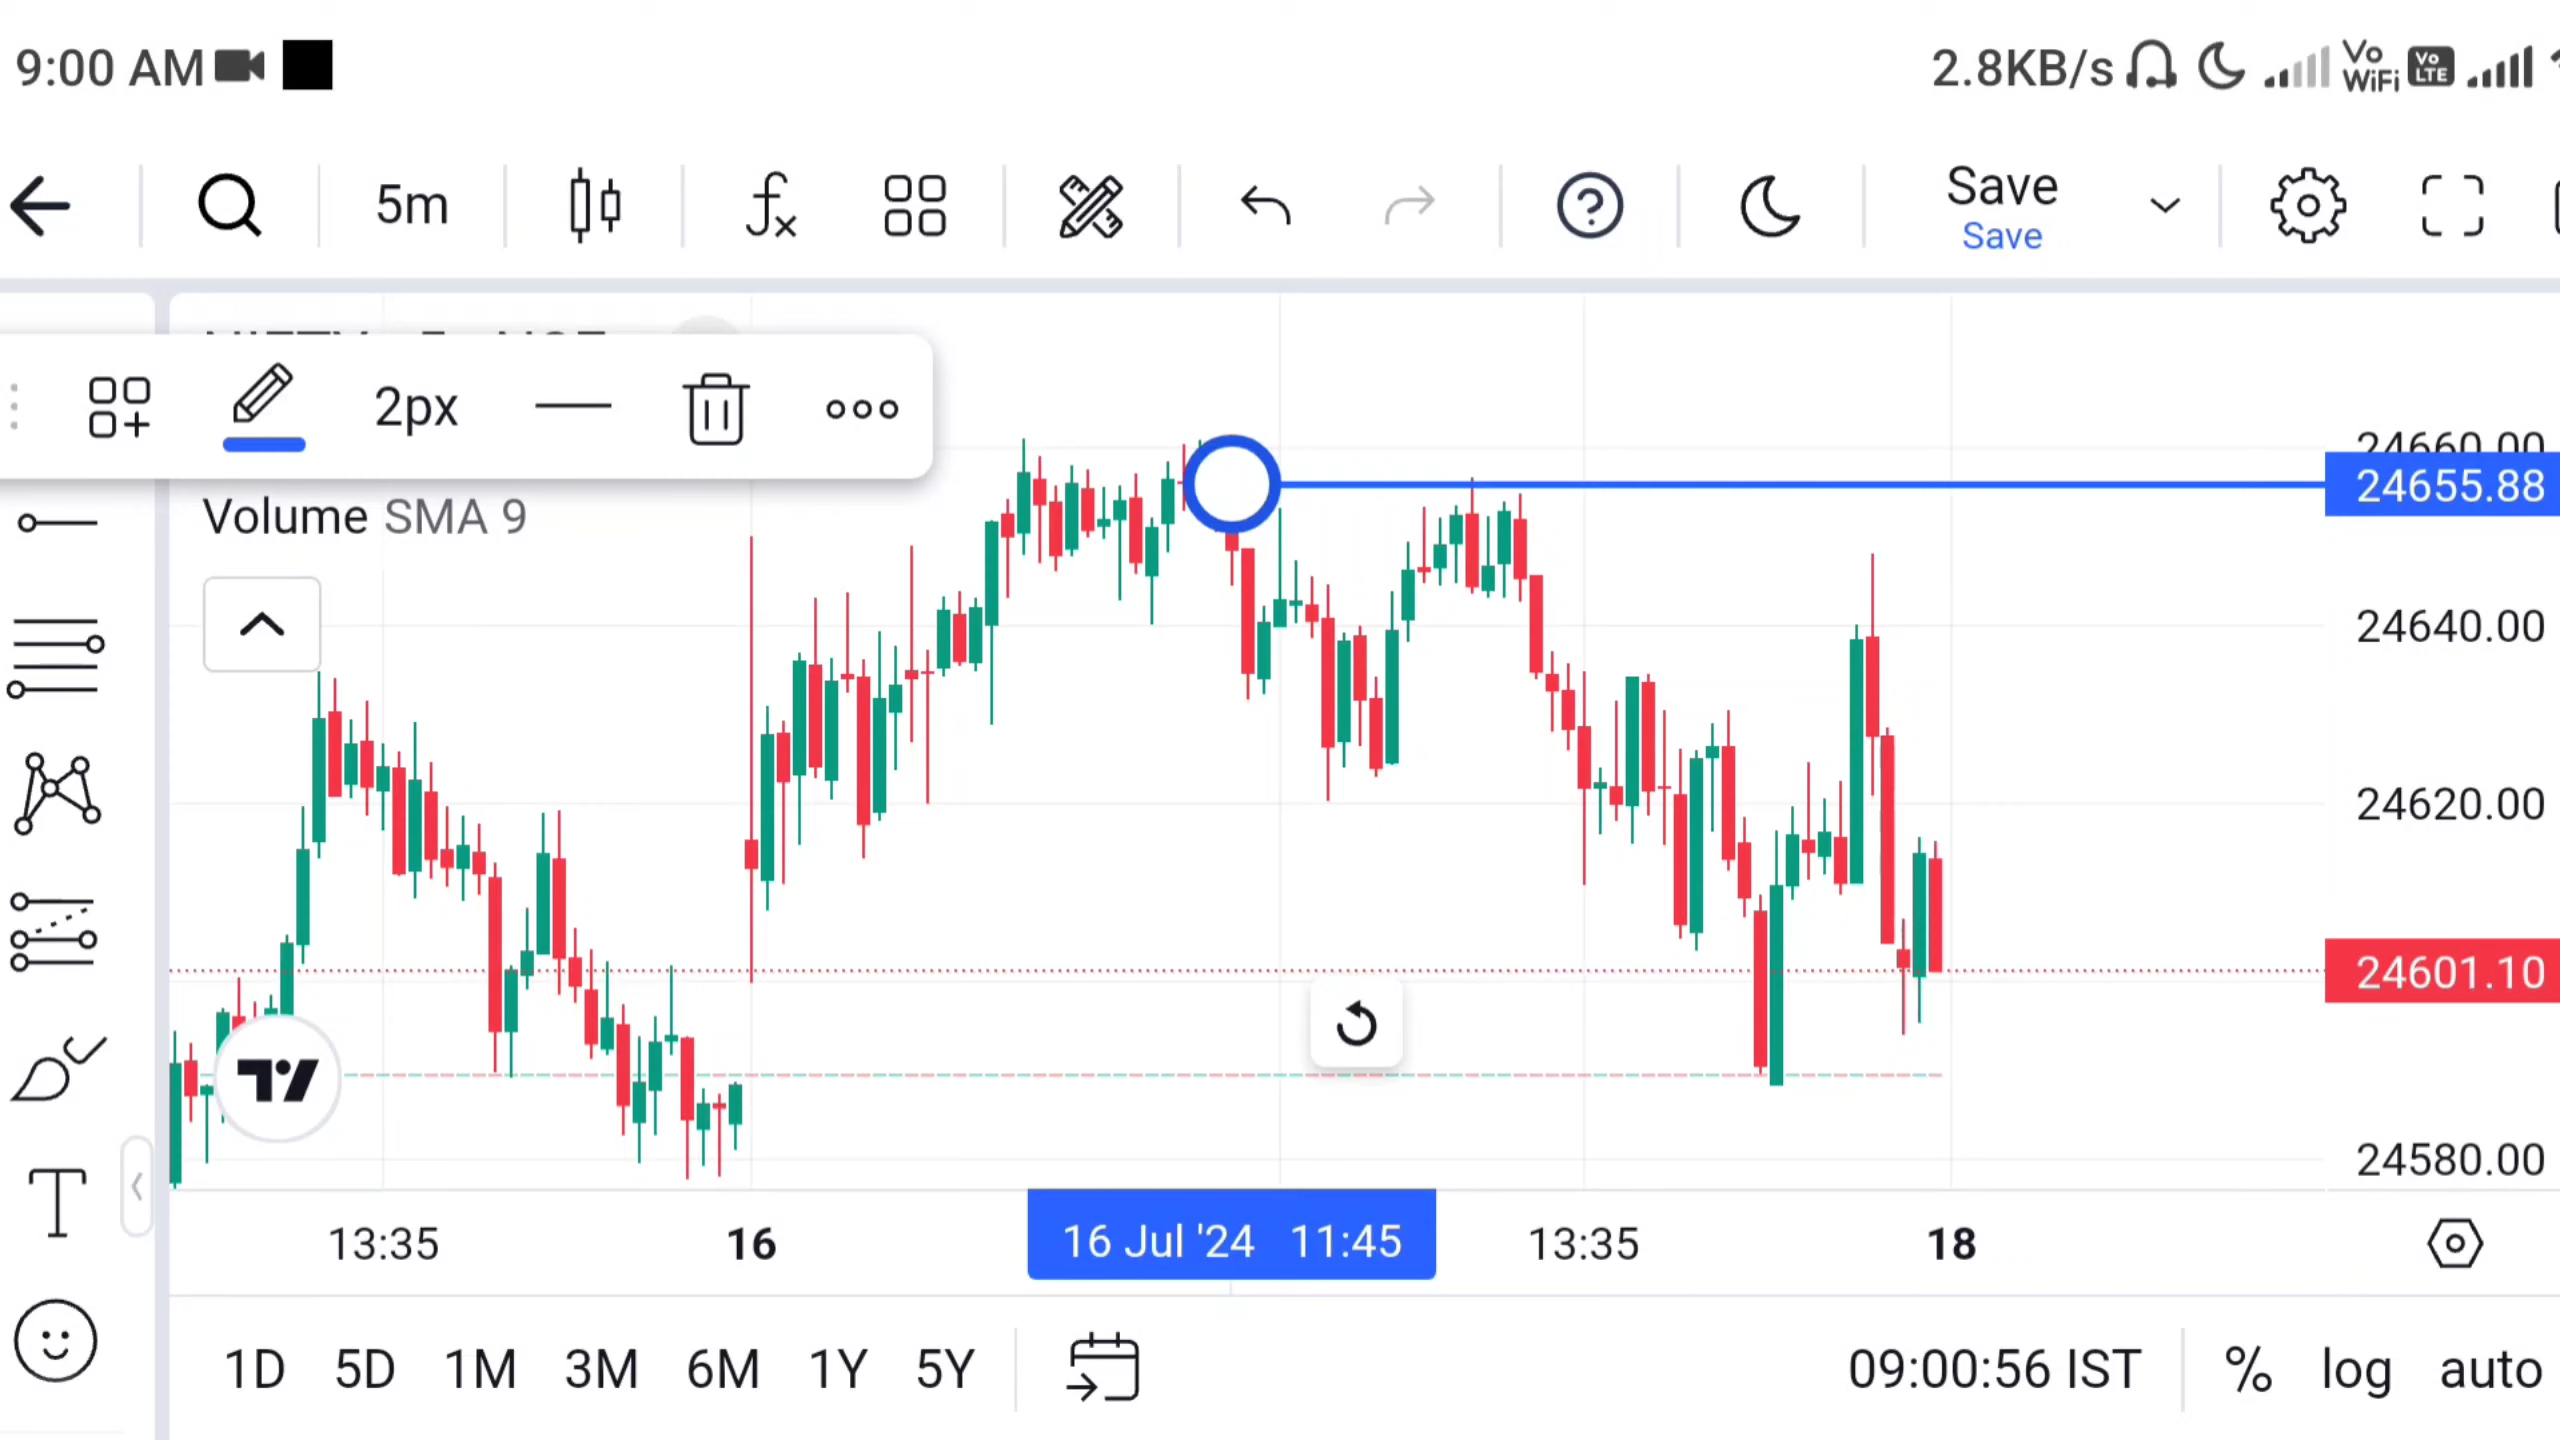 9:00 AM 2.8KB/s Vo WiFi Vo LTE
5m Save
Save
2px
24660.00
24655.88
Volume SMA 9
24640.00
24620.00
24601.10
24580.00
13:35 16 16 Jul '24 11:45 13:35 18
1D 5D 1M 3M 6M 1Y 5Y 09:00:56 IST % log auto